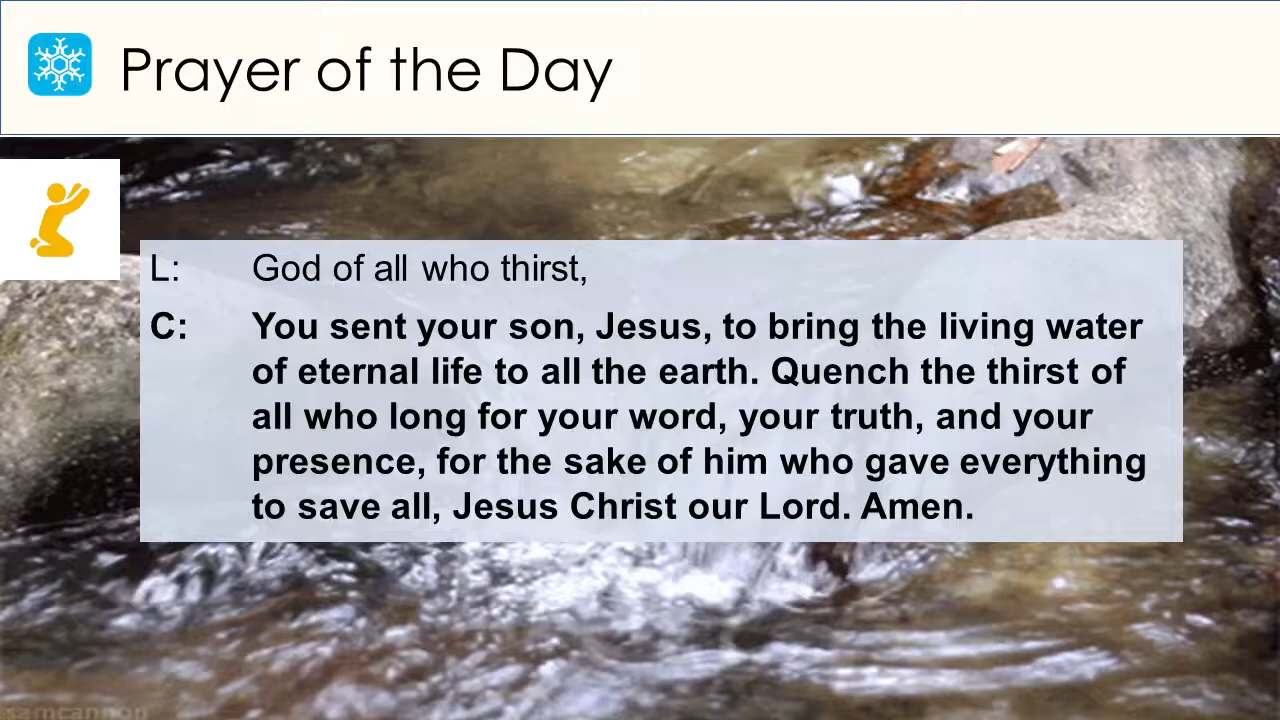 Prayer of the Day
L: God of all who thirst,
C: You sent your son, Jesus, to bring the living water
of eternal life to all the earth. Quench the thirst of
all who long for your word, your truth, and your
presence, for the sake of him who gave everything
to save all, Jesus Christ our Lord. Amen.
samcannon